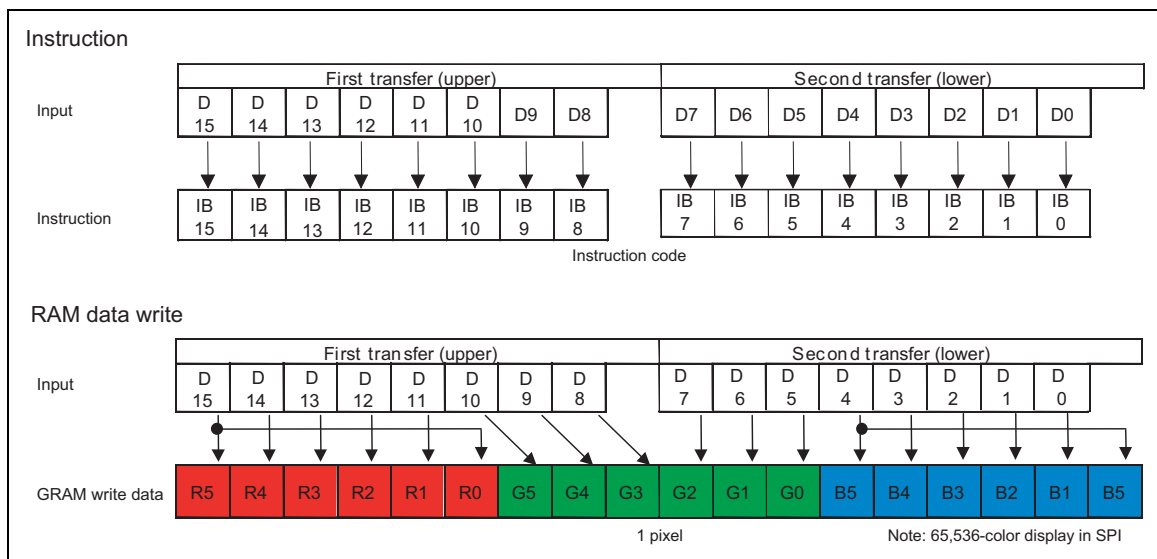 Instruction
First transfer (upper) Second transfer (lower)
Input D 15 D 14 D 13 D 12 D 11 D 10 D9 D8 D7 D6 D5 D4 D3 D2 D1 D0
Instruction IB 15 IB 14 IB 13 IB 12 IB 11 IB 10 IB 9 IB 8 IB 7 IB 6 IB 5 IB 4 IB 3 IB 2 IB 1 IB 0
Instruction code
RAM data write
First transfer (upper) Second transfer (lower)
Input D 15 D 14 D 13 D 12 D 11 D 10 D 9 D 8 D 7 D 6 D 5 D 4 D 3 D 2 D 1 D 0
GRAM write data R5 R4 R3 R2 R1 R0 G5 G4 G3 G2 G1 G0 B5 B4 B3 B2 B1 B5
1 pixel Note: 65,536-color display in SPI